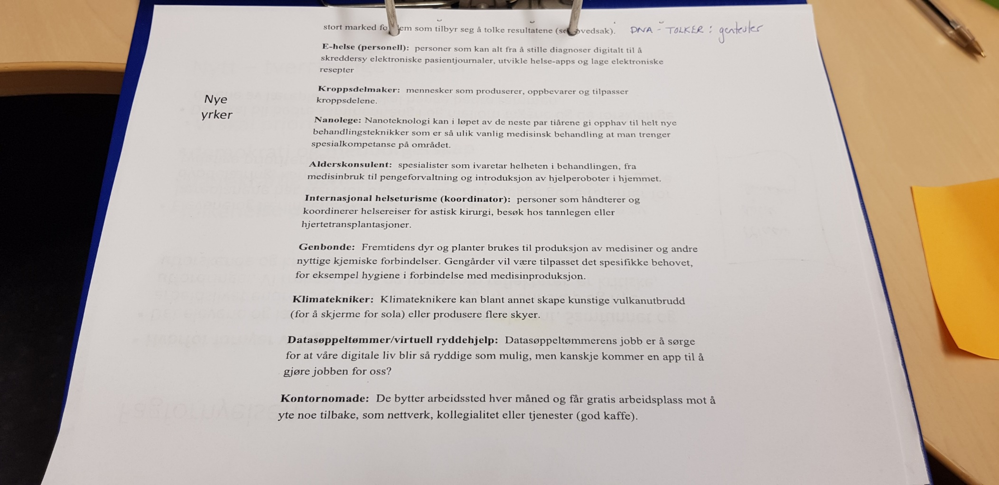 stort marked fo em som tilbyr seg å tolke resultatene (se vedsak). DNA - TOLKER : gentester
E-helse (personell): personer som kan alt fra å stille diagnoser digitalt til å
skreddersy elektroniske pasientjournaler, utvikle helse-apps og lage elektroniske
resepter
Kroppsdelmaker: mennesker som produserer, oppbevarer og tilpasser
kroppsdelene.
Nye
yrker
Nanolege: Nanoteknologi kan i løpet av de neste par tiårene gi opphav til helt nye
behandlingsteknikker som er så ulik vanlig medisinsk behandling at man trenger
spesialkompetanse på området.
Alderskonsulent: spesialister som ivaretar helheten i behandlingen, fra
medisinbruk til pengeforvaltning og introduksjon av hjelperoboter i hjemmet.
Internasjonal helseturisme (koordinator): personer som håndterer og
koordinerer helsereiser for astisk kirurgi, besøk hos tannlegen eller
hjertetransplantasjoner.
Genbonde: Fremtidens dyr og planter brukes til produksjon av medisiner og andre
nyttige kjemiske forbindelser. Gengårder vil være tilpasset det spesifikke behovet,
for eksempel hygiene i forbindelse med medisinproduksjon.
Klimatekniker: Klimateknikere kan blant annet skape kunstige vulkanutbrudd
(for å skjerme for sola) eller produsere flere skyer.
Datasøppeltømmer/virtuell ryddehjelp: Datasøppeltømmerens jobb er å sørge
for at våre digitale liv blir så ryddige som mulig, men kanskje kommer en app til å
gjøre jobben for oss?
Kontornomade: De bytter arbeidssted hver måned og får gratis arbeidsplass mot å
yte noe tilbake, som nettverk, kollegialitet eller tjenester (god kaffe).